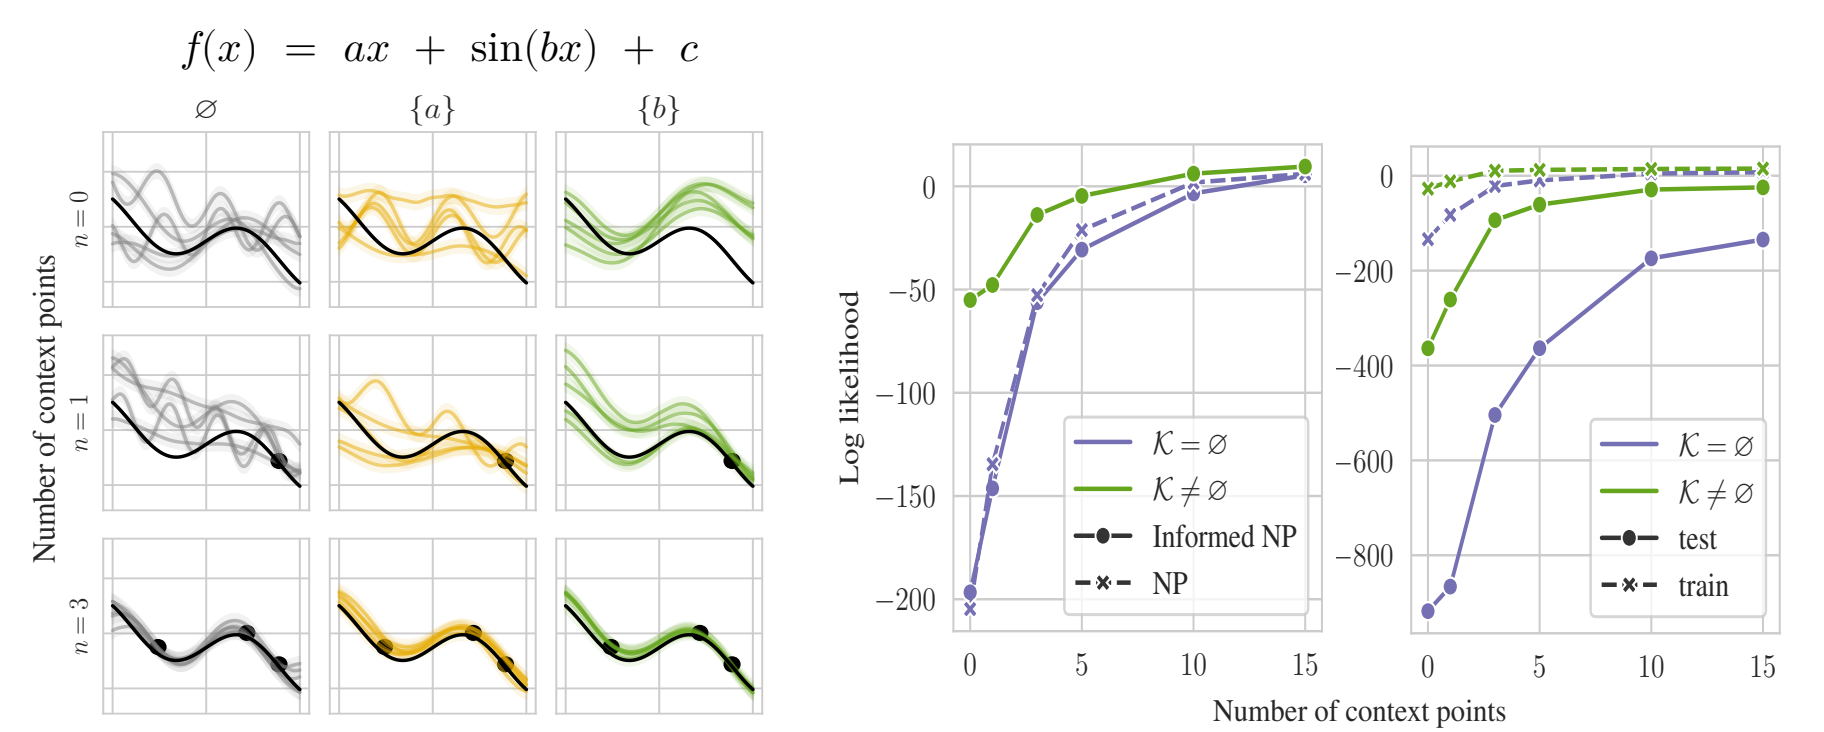 f(x) = ax + sin(bx) + c
∅ {a} {b}
Number of context points
n = 0
n = 1
n = 3
Log likelihood
0
−50
−100
−150
−200
0 5 10 15
𝒦 = ∅
𝒦 ≠ ∅
Informed NP
NP
0
−200
−400
−600
−800
0 5 10 15
𝒦 = ∅
𝒦 ≠ ∅
test
train
Number of context points